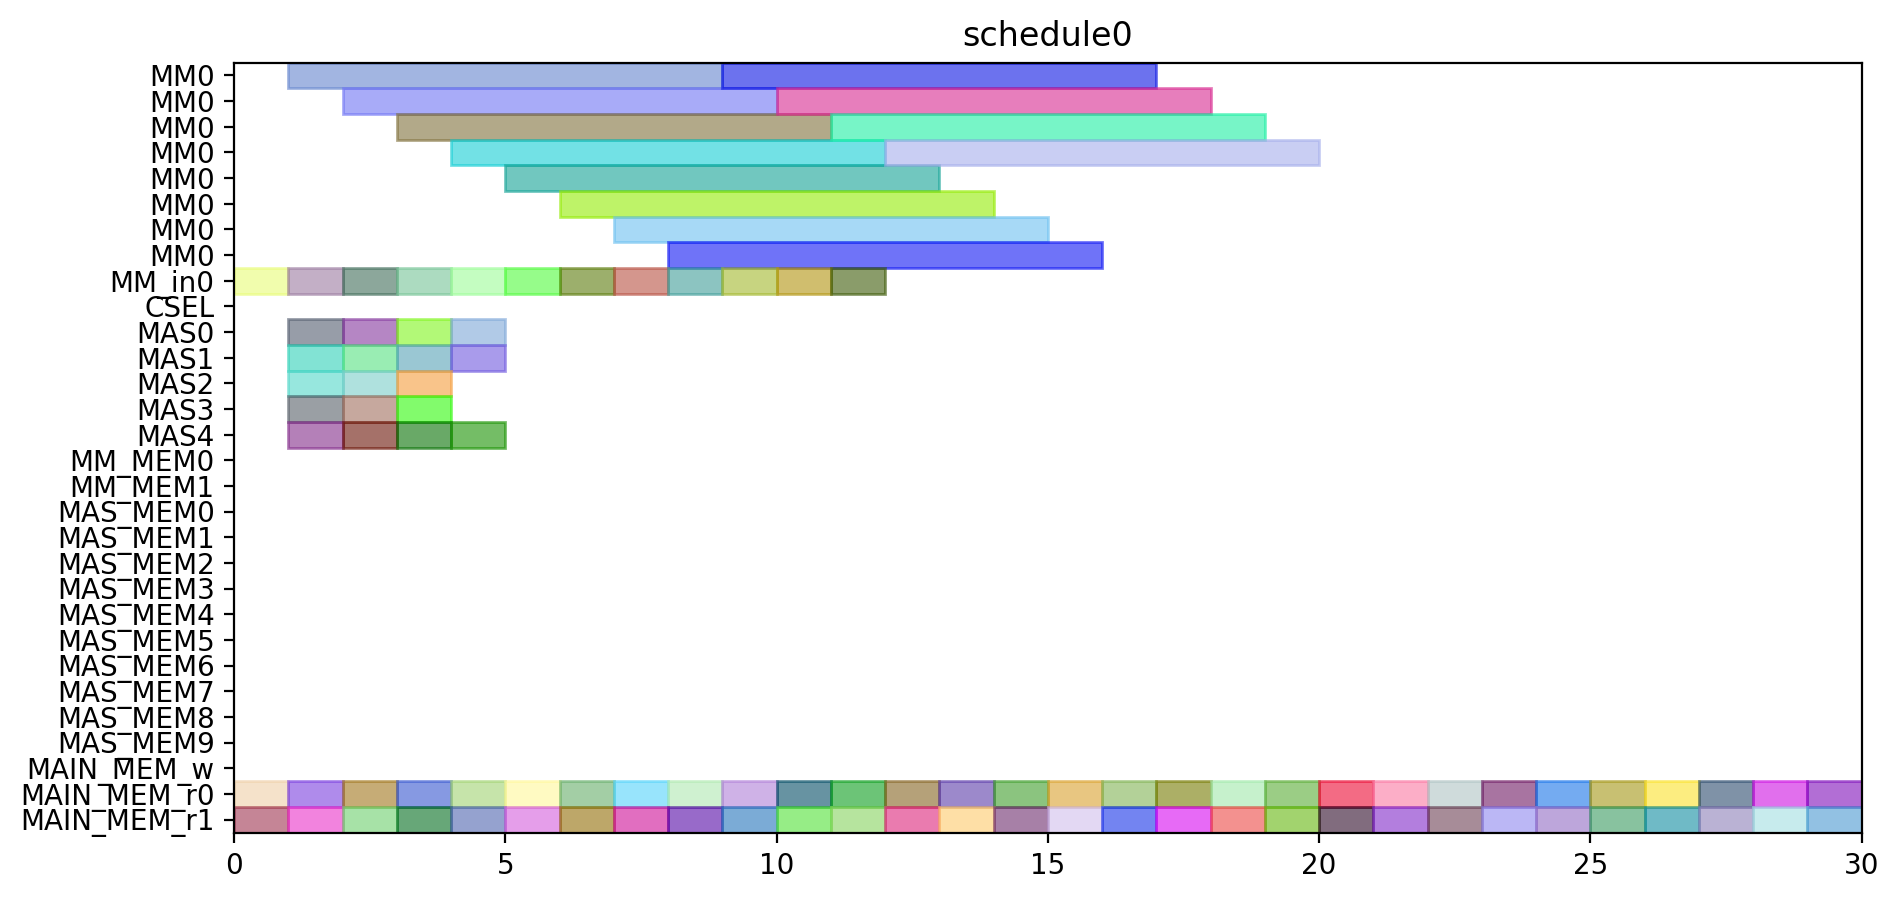 schedule0
MM0
MM0
MM0
MM0
MM0
MM0
MM0
MM0
MM_in0
CSEL
MAS0
MAS1
MAS2
MAS3
MAS4
MM_MEM0
MM_MEM1
MAS_MEM0
MAS_MEM1
MAS_MEM2
MAS_MEM3
MAS_MEM4
MAS_MEM5
MAS_MEM6
MAS_MEM7
MAS_MEM8
MAS_MEM9
MAIN_MEM_w
MAIN_MEM_r0
MAIN_MEM_r1
0 5 10 15 20 25 30